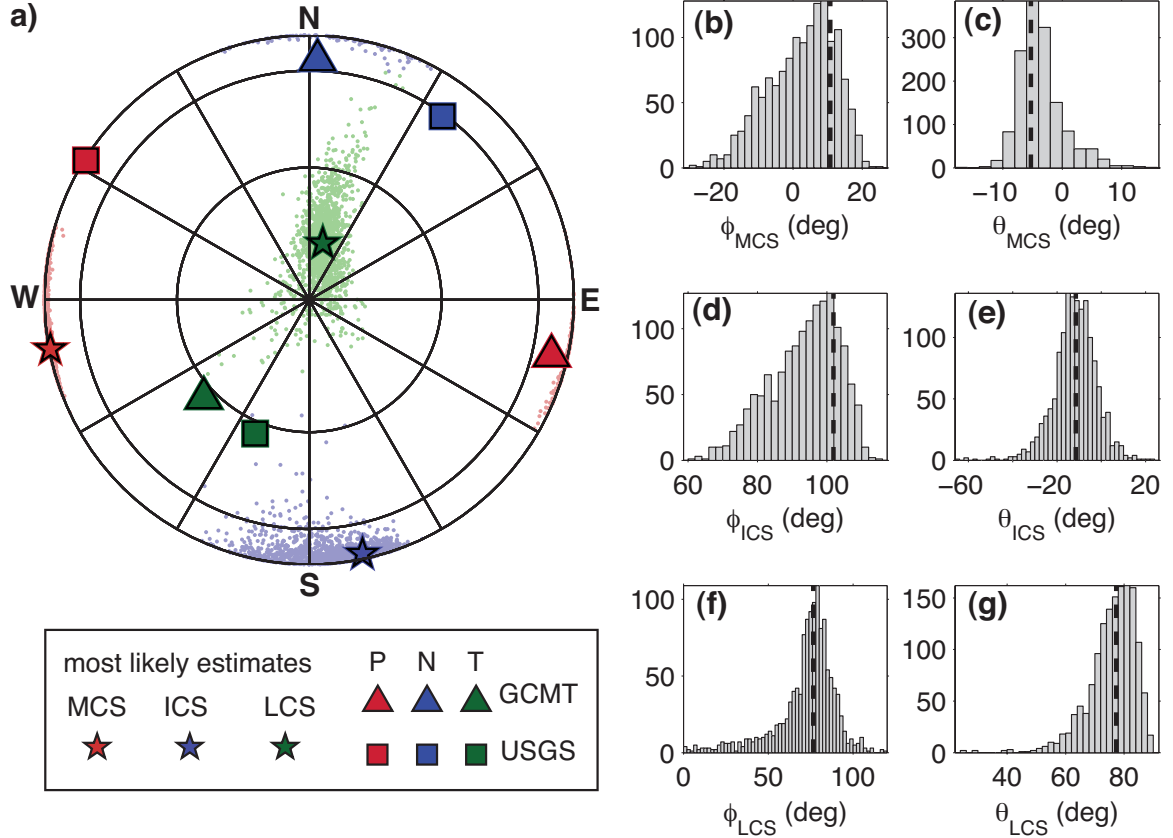 a)
N
W
E
S
most likely estimates
MCS ICS LCS
P N T
GCMT
USGS
(b)
100
50
0
−20 0 20
ϕMCS (deg)
(c)
300
200
100
0
−10 0 10
θMCS (deg)
(d)
100
50
0
60 80 100
ϕICS (deg)
(e)
100
50
0
−60 −20 20
θICS (deg)
(f)
100
50
0
0 50 100
ϕLCS (deg)
(g)
150
100
50
0
40 60 80
θLCS (deg)